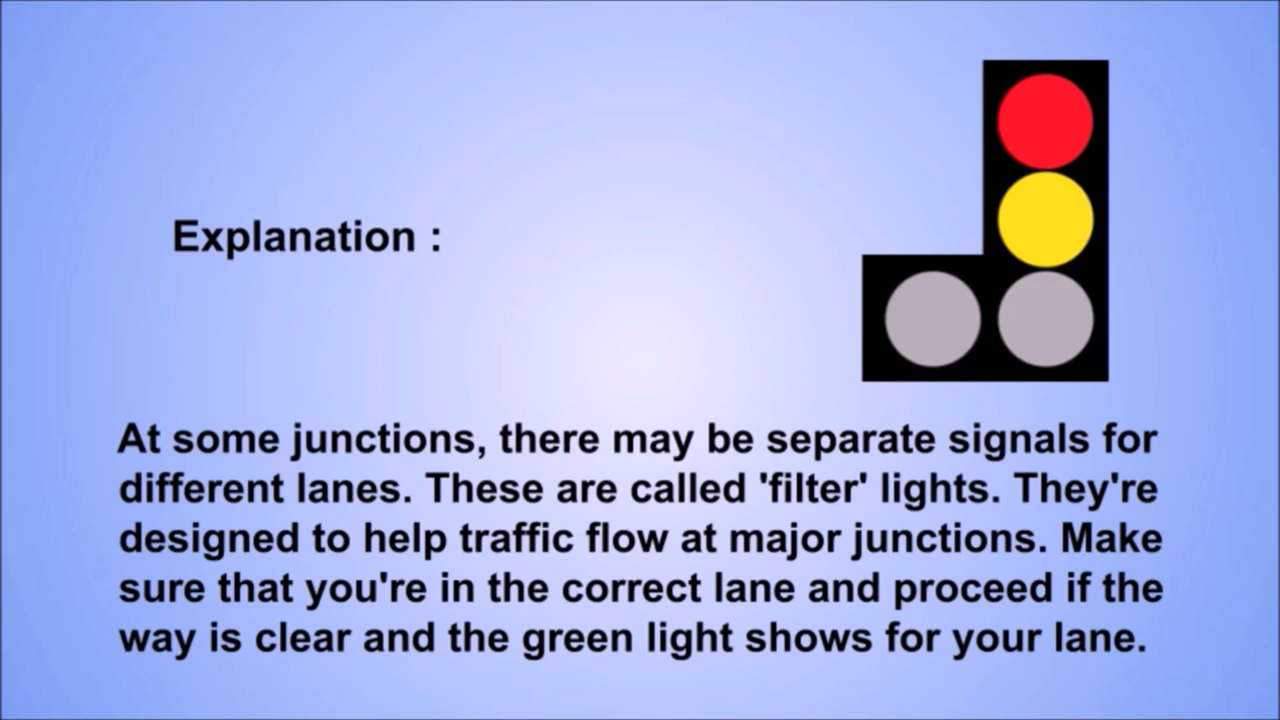 Explanation :
At some junctions, there may be separate signals for
different lanes. These are called 'filter' lights. They're
designed to help traffic flow at major junctions. Make
sure that you're in the correct lane and proceed if the
way is clear and the green light shows for your lane.